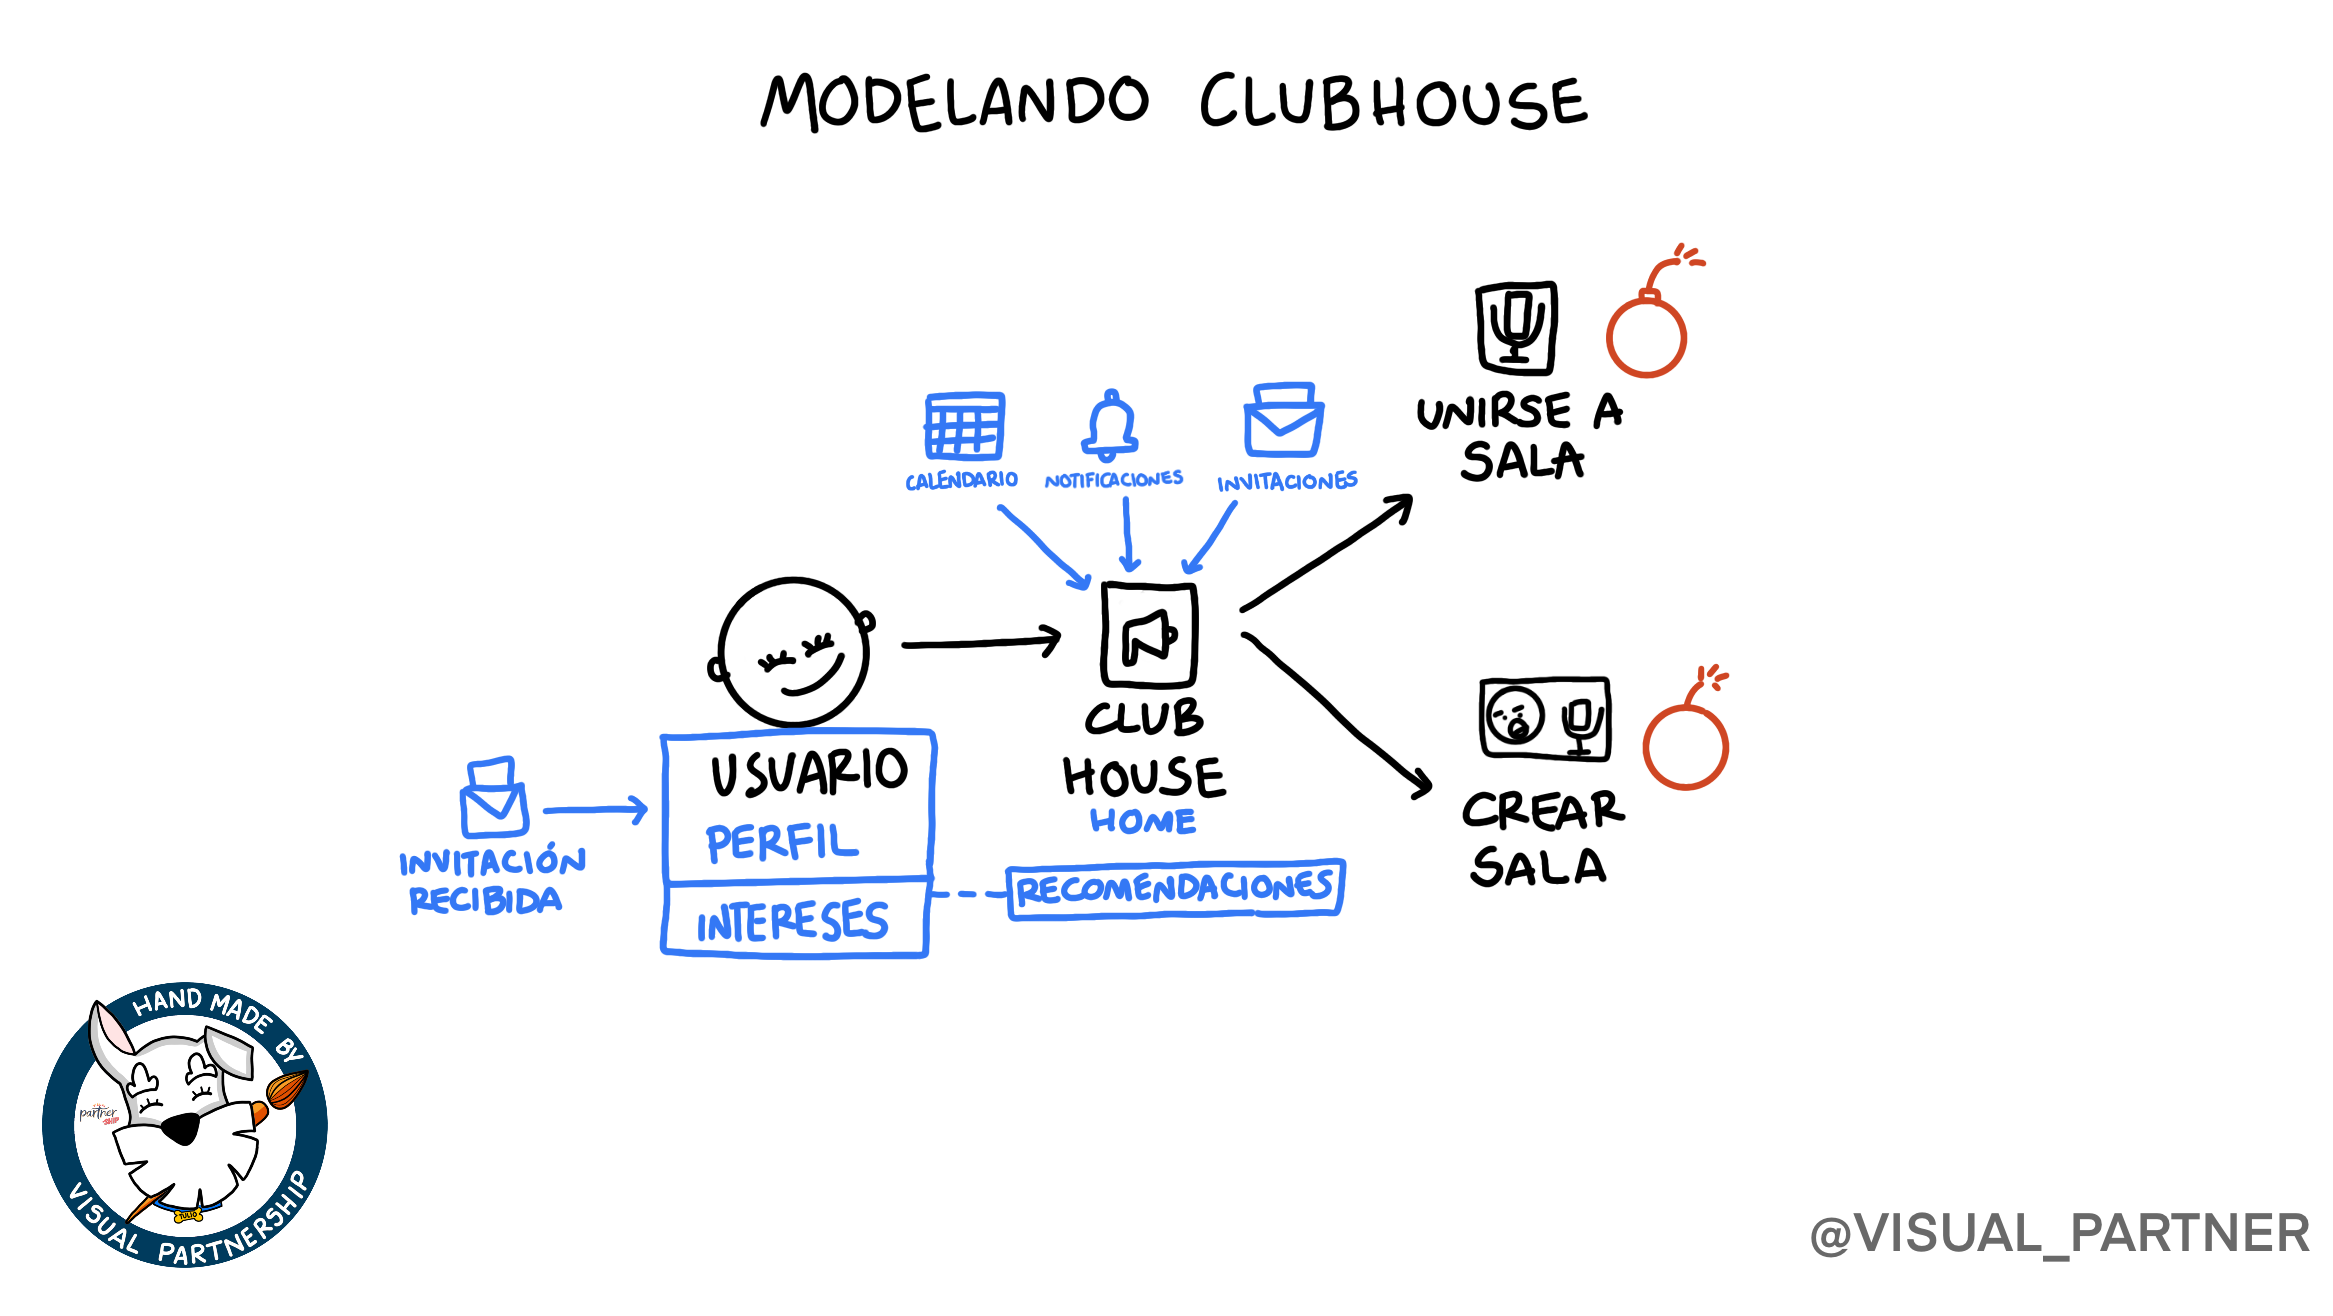 MODELANDO CLUBHOUSE
UNIRSE A
SALA
CALENDARIO
NOTIFICACIONES
INVITACIONES
CLUB
HOUSE
HOME
USUARIO
PERFIL
INTERESES
RECOMENDACIONES
INVITACIÓN
RECIBIDA
CREAR
SALA
HAND MADE BY
VISUAL PARTNERSHIP
partner
TULIO
@VISUAL_PARTNER